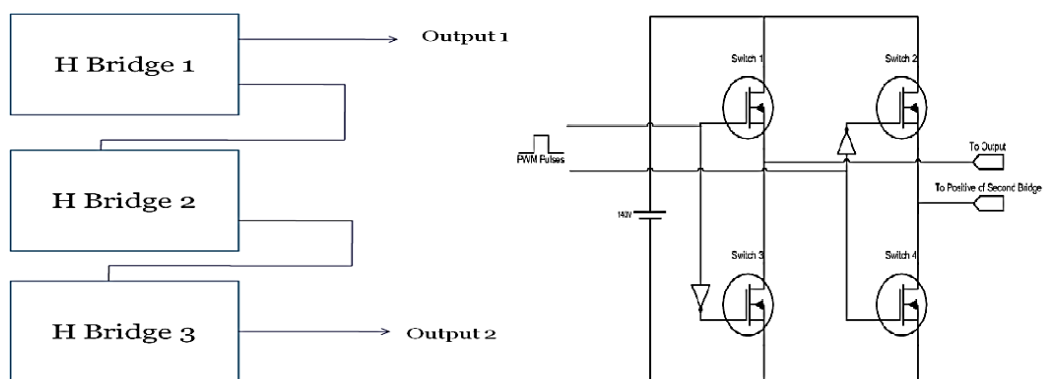 H Bridge 1
Output 1
H Bridge 2
H Bridge 3
Output 2
Switch 1
Switch 2
PWM Pulses
To Output
To Positive of Second Bridge
140V
Switch 3
Switch 4